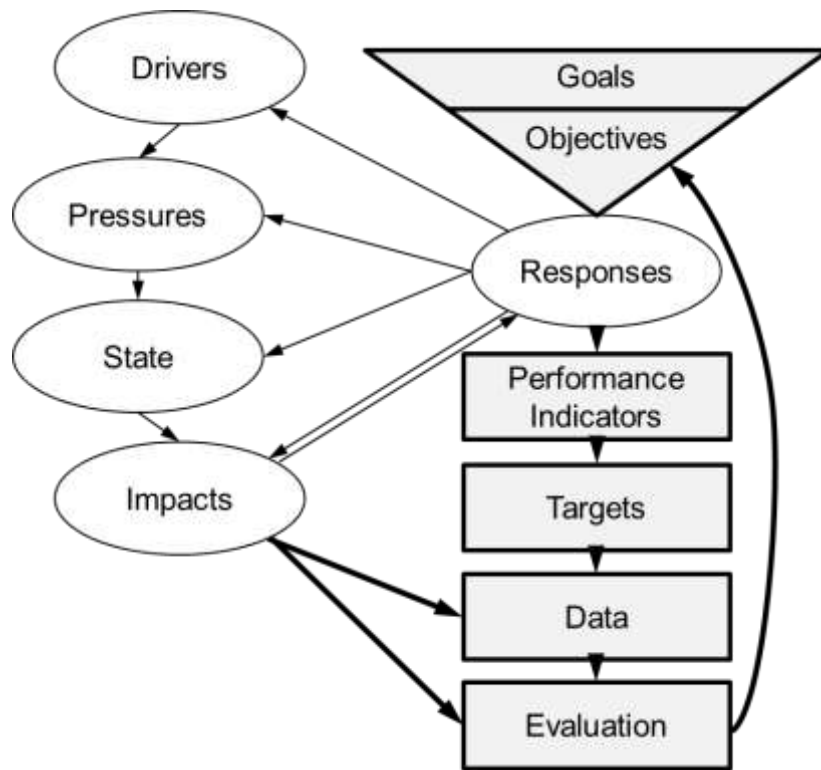 Drivers
Goals
Objectives
Pressures
Responses
State
Performance
Indicators
Impacts
Targets
Data
Evaluation